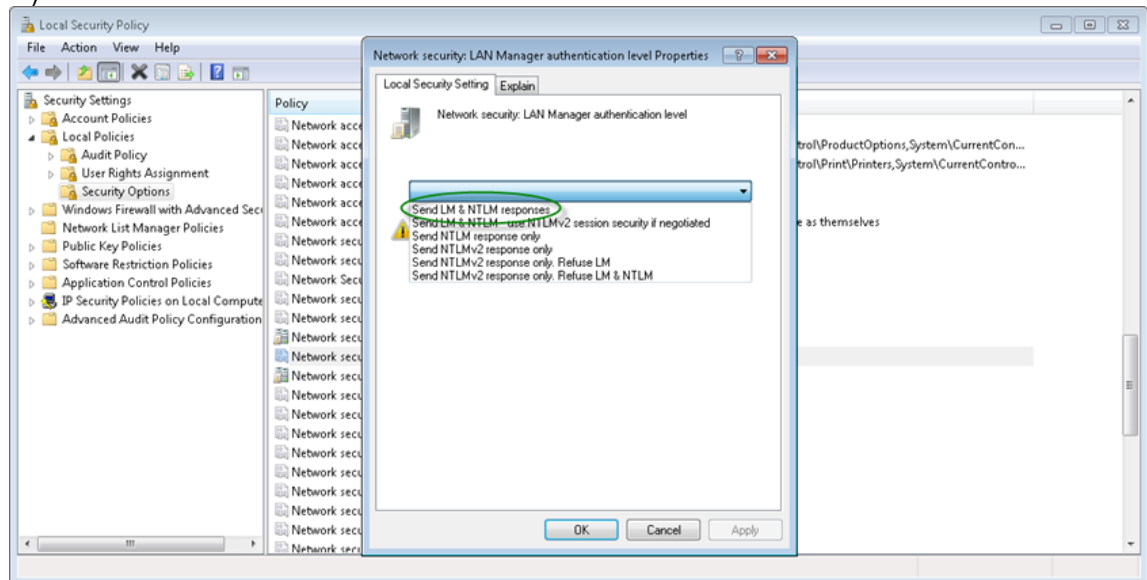 Local Security Policy
File Action View Help
Security Settings
Account Policies
Local Policies
Audit Policy
User Rights Assignment
Security Options
Windows Firewall with Advanced Sec
Network List Manager Policies
Public Key Policies
Software Restriction Policies
Application Control Policies
IP Security Policies on Local Compute
Advanced Audit Policy Configuration
Policy
Network acce
Network acce
Network acce
Network acce
Network acce
Network acce
Network secu
Network secu
Network Secu
Network secu
Network secu
Network secu
Network secu
Network secu
Network secu
Network secu
Network secu
Network secu
Network secu
Network secu
Network secu
Network secu
Network secu
trol\ProductOptions,System\CurrentCon...
trol\Print\Printers,System\CurrentContro...
e as themselves
Network security: LAN Manager authentication level Properties
Local Security Setting Explain
Network security: LAN Manager authentication level
Send LM & NTLM responses
Send LM & NTLM - use NTLMv2 session security if negotiated
Send NTLM response only
Send NTLMv2 response only
Send NTLMv2 response only. Refuse LM
Send NTLMv2 response only. Refuse LM & NTLM
OK Cancel Apply